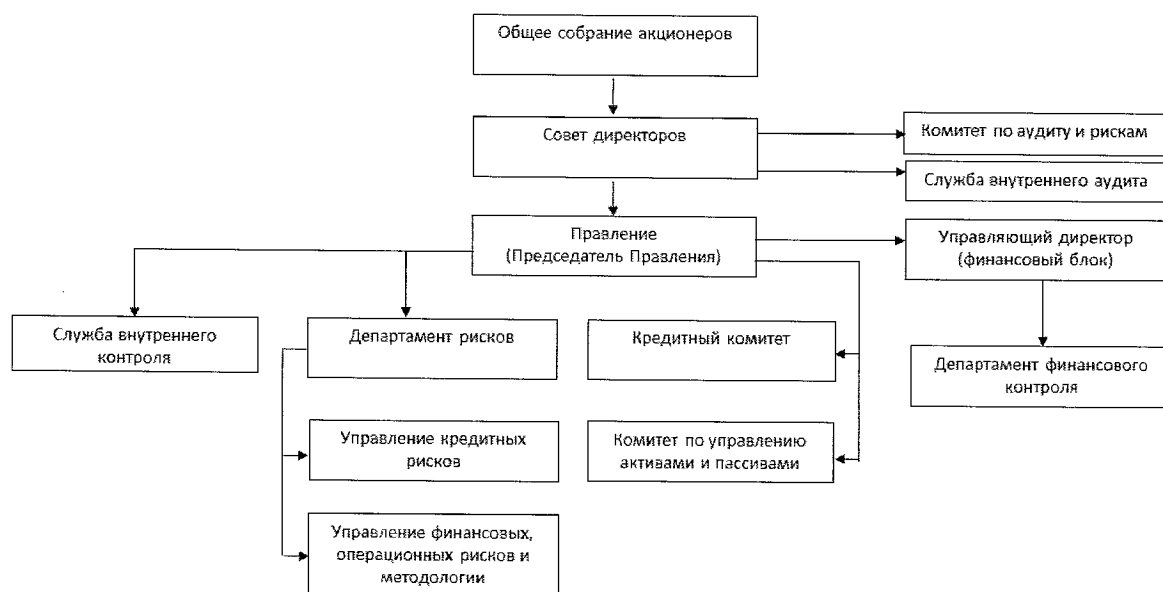 Общее собрание акционеров
Совет директоров
Комитет по аудиту и рискам
Служба внутреннего аудита
Правление
(Председатель Правления)
Управляющий директор
(финансовый блок)
Служба внутреннего
контроля
Департамент рисков
Кредитный комитет
Департамент финансового
контроля
Управление кредитных
рисков
Комитет по управлению
активами и пассивами
Управление финансовых,
операционных рисков и
методологии